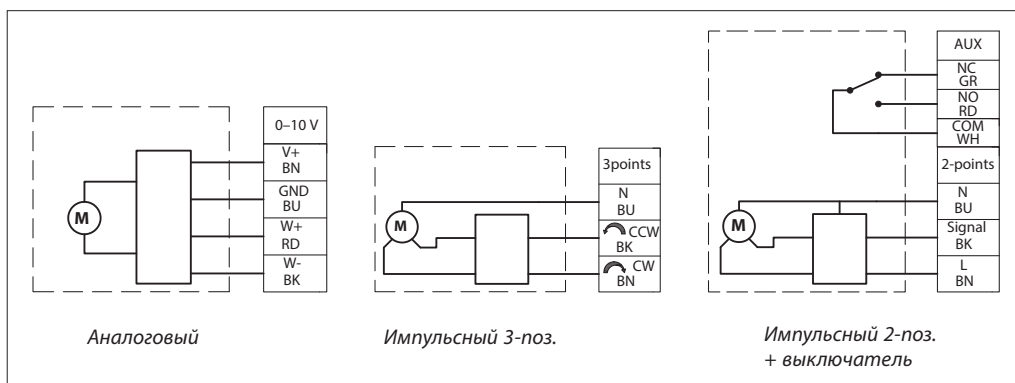 0–10 V
V+
BN
GND
BU
W+
RD
W-
BK
M
Аналоговый
3points
N
BU
CCW
BK
CW
BN
M
Импульсный 3-поз.
AUX
NC
GR
NO
RD
COM
WH
2-points
N
BU
Signal
BK
L
BN
M
Импульсный 2-поз.
+ выключатель